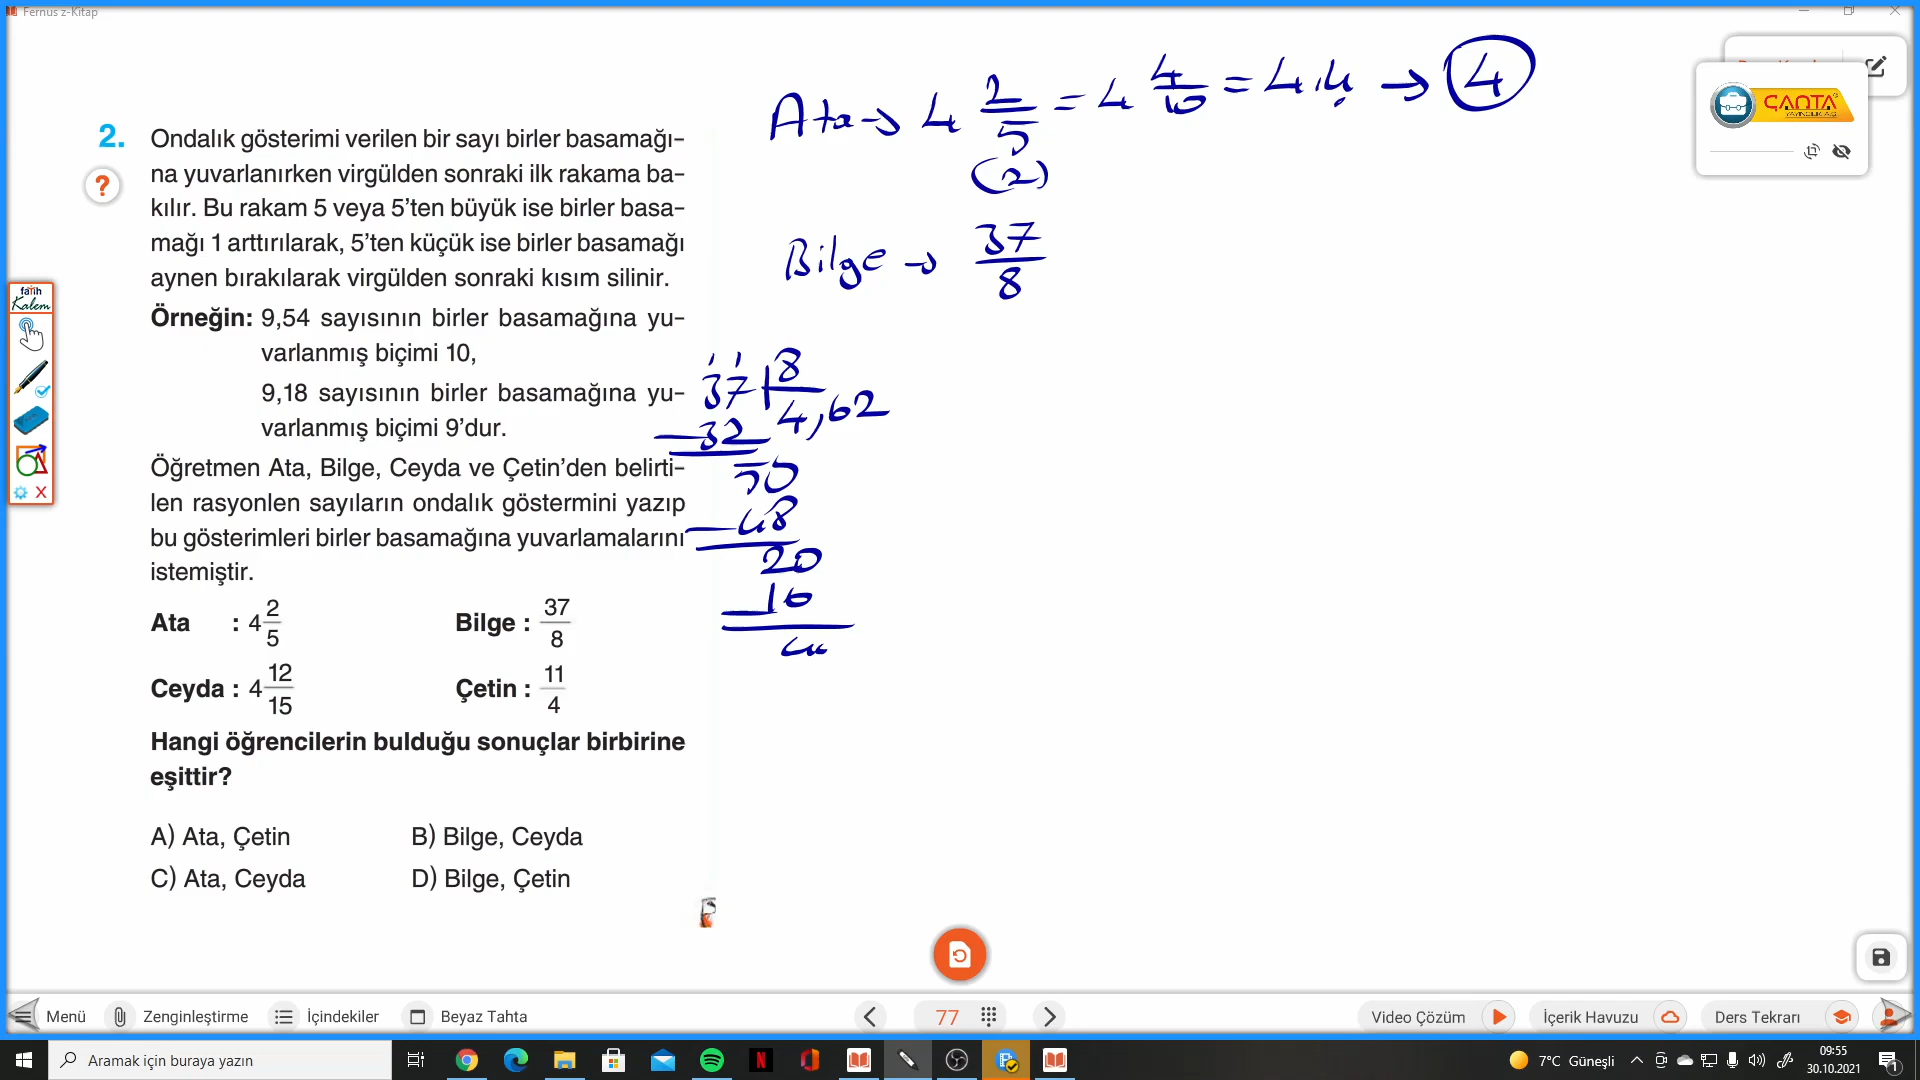 Fernus z-Kitap
2. Ondalık gösterimi verilen bir sayı birler basamağı-
na yuvarlanırken virgülden sonraki ilk rakama ba-
kılır. Bu rakam 5 veya 5'ten büyük ise birler basa-
mağı 1 arttırılarak, 5'ten küçük ise birler basamağı
aynen bırakılarak virgülden sonraki kısım silinir.
?
Örneğin: 9,54 sayısının birler basamağına yu-
varlanmış biçimi 10,
9,18 sayısının birler basamağına yu-
varlanmış biçimi 9'dur.
Öğretmen Ata, Bilge, Ceyda ve Çetin'den belirti-
len rasyonlen sayıların ondalık göstermini yazıp
bu gösterimleri birler basamağına yuvarlamalarını
istemiştir.
Ata : 4 2/5 Bilge : 37/8
Ceyda : 4 12/15 Çetin : 11/4
Hangi öğrencilerin bulduğu sonuçlar birbirine
eşittir?
A) Ata, Çetin B) Bilge, Ceyda
C) Ata, Ceyda D) Bilge, Çetin
Ata → 4 2/5 = 4 4/10 = 4,4 → 4
(2)
Bilge → 37/8
37 8
32 4,62
50
48
20
16
4
fatih
Kalem
X
ÇANTA
YAYINCILIK AŞ
Menü Zenginleştirme İçindekiler Beyaz Tahta 77 Video Çözüm İçerik Havuzu Ders Tekrarı
Aramak için buraya yazın 7°C Güneşli 09:55
30.10.2021
1